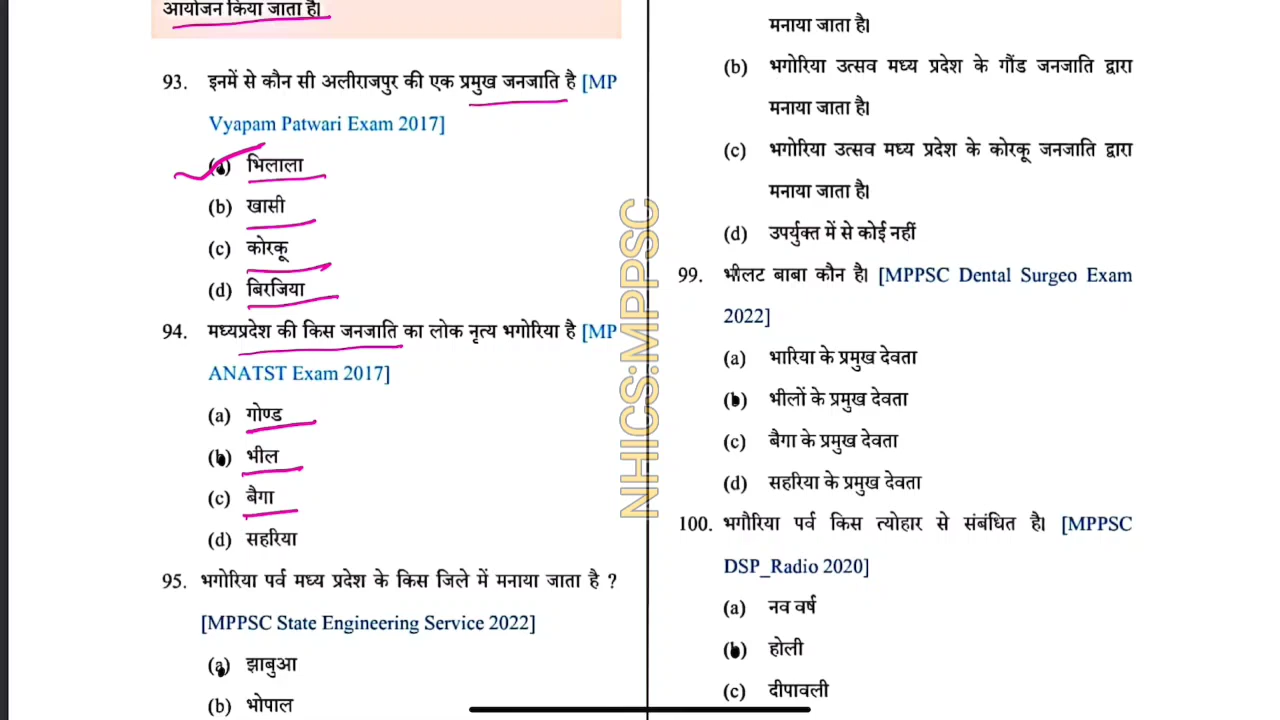 आयोजन किया जाता है।
93. इनमें से कौन सी अलीराजपुर की एक प्रमुख जनजाति है [MP
Vyapam Patwari Exam 2017]
(a) भिलाला
(b) खासी
(c) कोरकू
(d) बिरजिया
94. मध्यप्रदेश की किस जनजाति का लोक नृत्य भगोरिया है [MP
ANATST Exam 2017]
(a) गोण्ड
(b) भील
(c) बैगा
(d) सहरिया
95. भगोरिया पर्व मध्य प्रदेश के किस जिले में मनाया जाता है ?
[MPPSC State Engineering Service 2022]
(a) झाबुआ
(b) भोपाल
NHICS:MPPSC
मनाया जाता है।
(b) भगोरिया उत्सव मध्य प्रदेश के गौंड जनजाति द्वारा
मनाया जाता है।
(c) भगोरिया उत्सव मध्य प्रदेश के कोरकू जनजाति द्वारा
मनाया जाता है।
(d) उपर्युक्त में से कोई नहीं
99. भीलट बाबा कौन है। [MPPSC Dental Surgeo Exam
2022]
(a) भारिया के प्रमुख देवता
(b) भीलों के प्रमुख देवता
(c) बैगा के प्रमुख देवता
(d) सहरिया के प्रमुख देवता
100. भगौरिया पर्व किस त्योहार से संबंधित है। [MPPSC
DSP_Radio 2020]
(a) नव वर्ष
(b) होली
(c) दीपावली